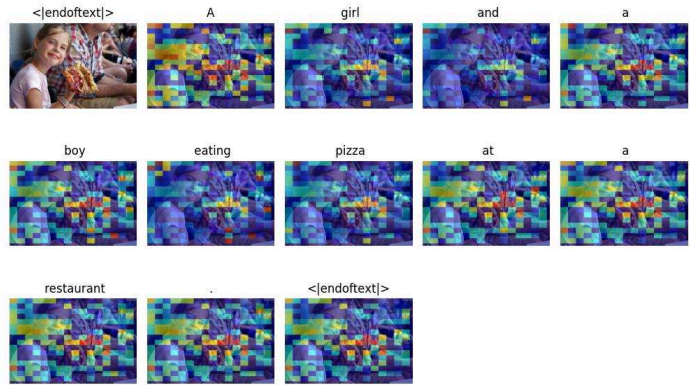 <|endoftext|> A girl and a
boy eating pizza at a
restaurant . <|endoftext|>